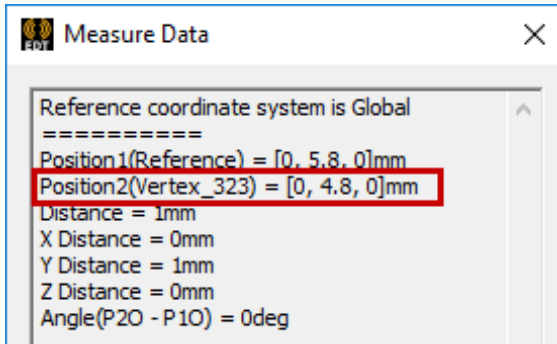 EDT
Measure Data
Reference coordinate system is Global
==========
Position1(Reference) = [0, 5.8, 0]mm
Position2(Vertex_323) = [0, 4.8, 0]mm
Distance = 1mm
X Distance = 0mm
Y Distance = 1mm
Z Distance = 0mm
Angle(P2O - P1O) = 0deg